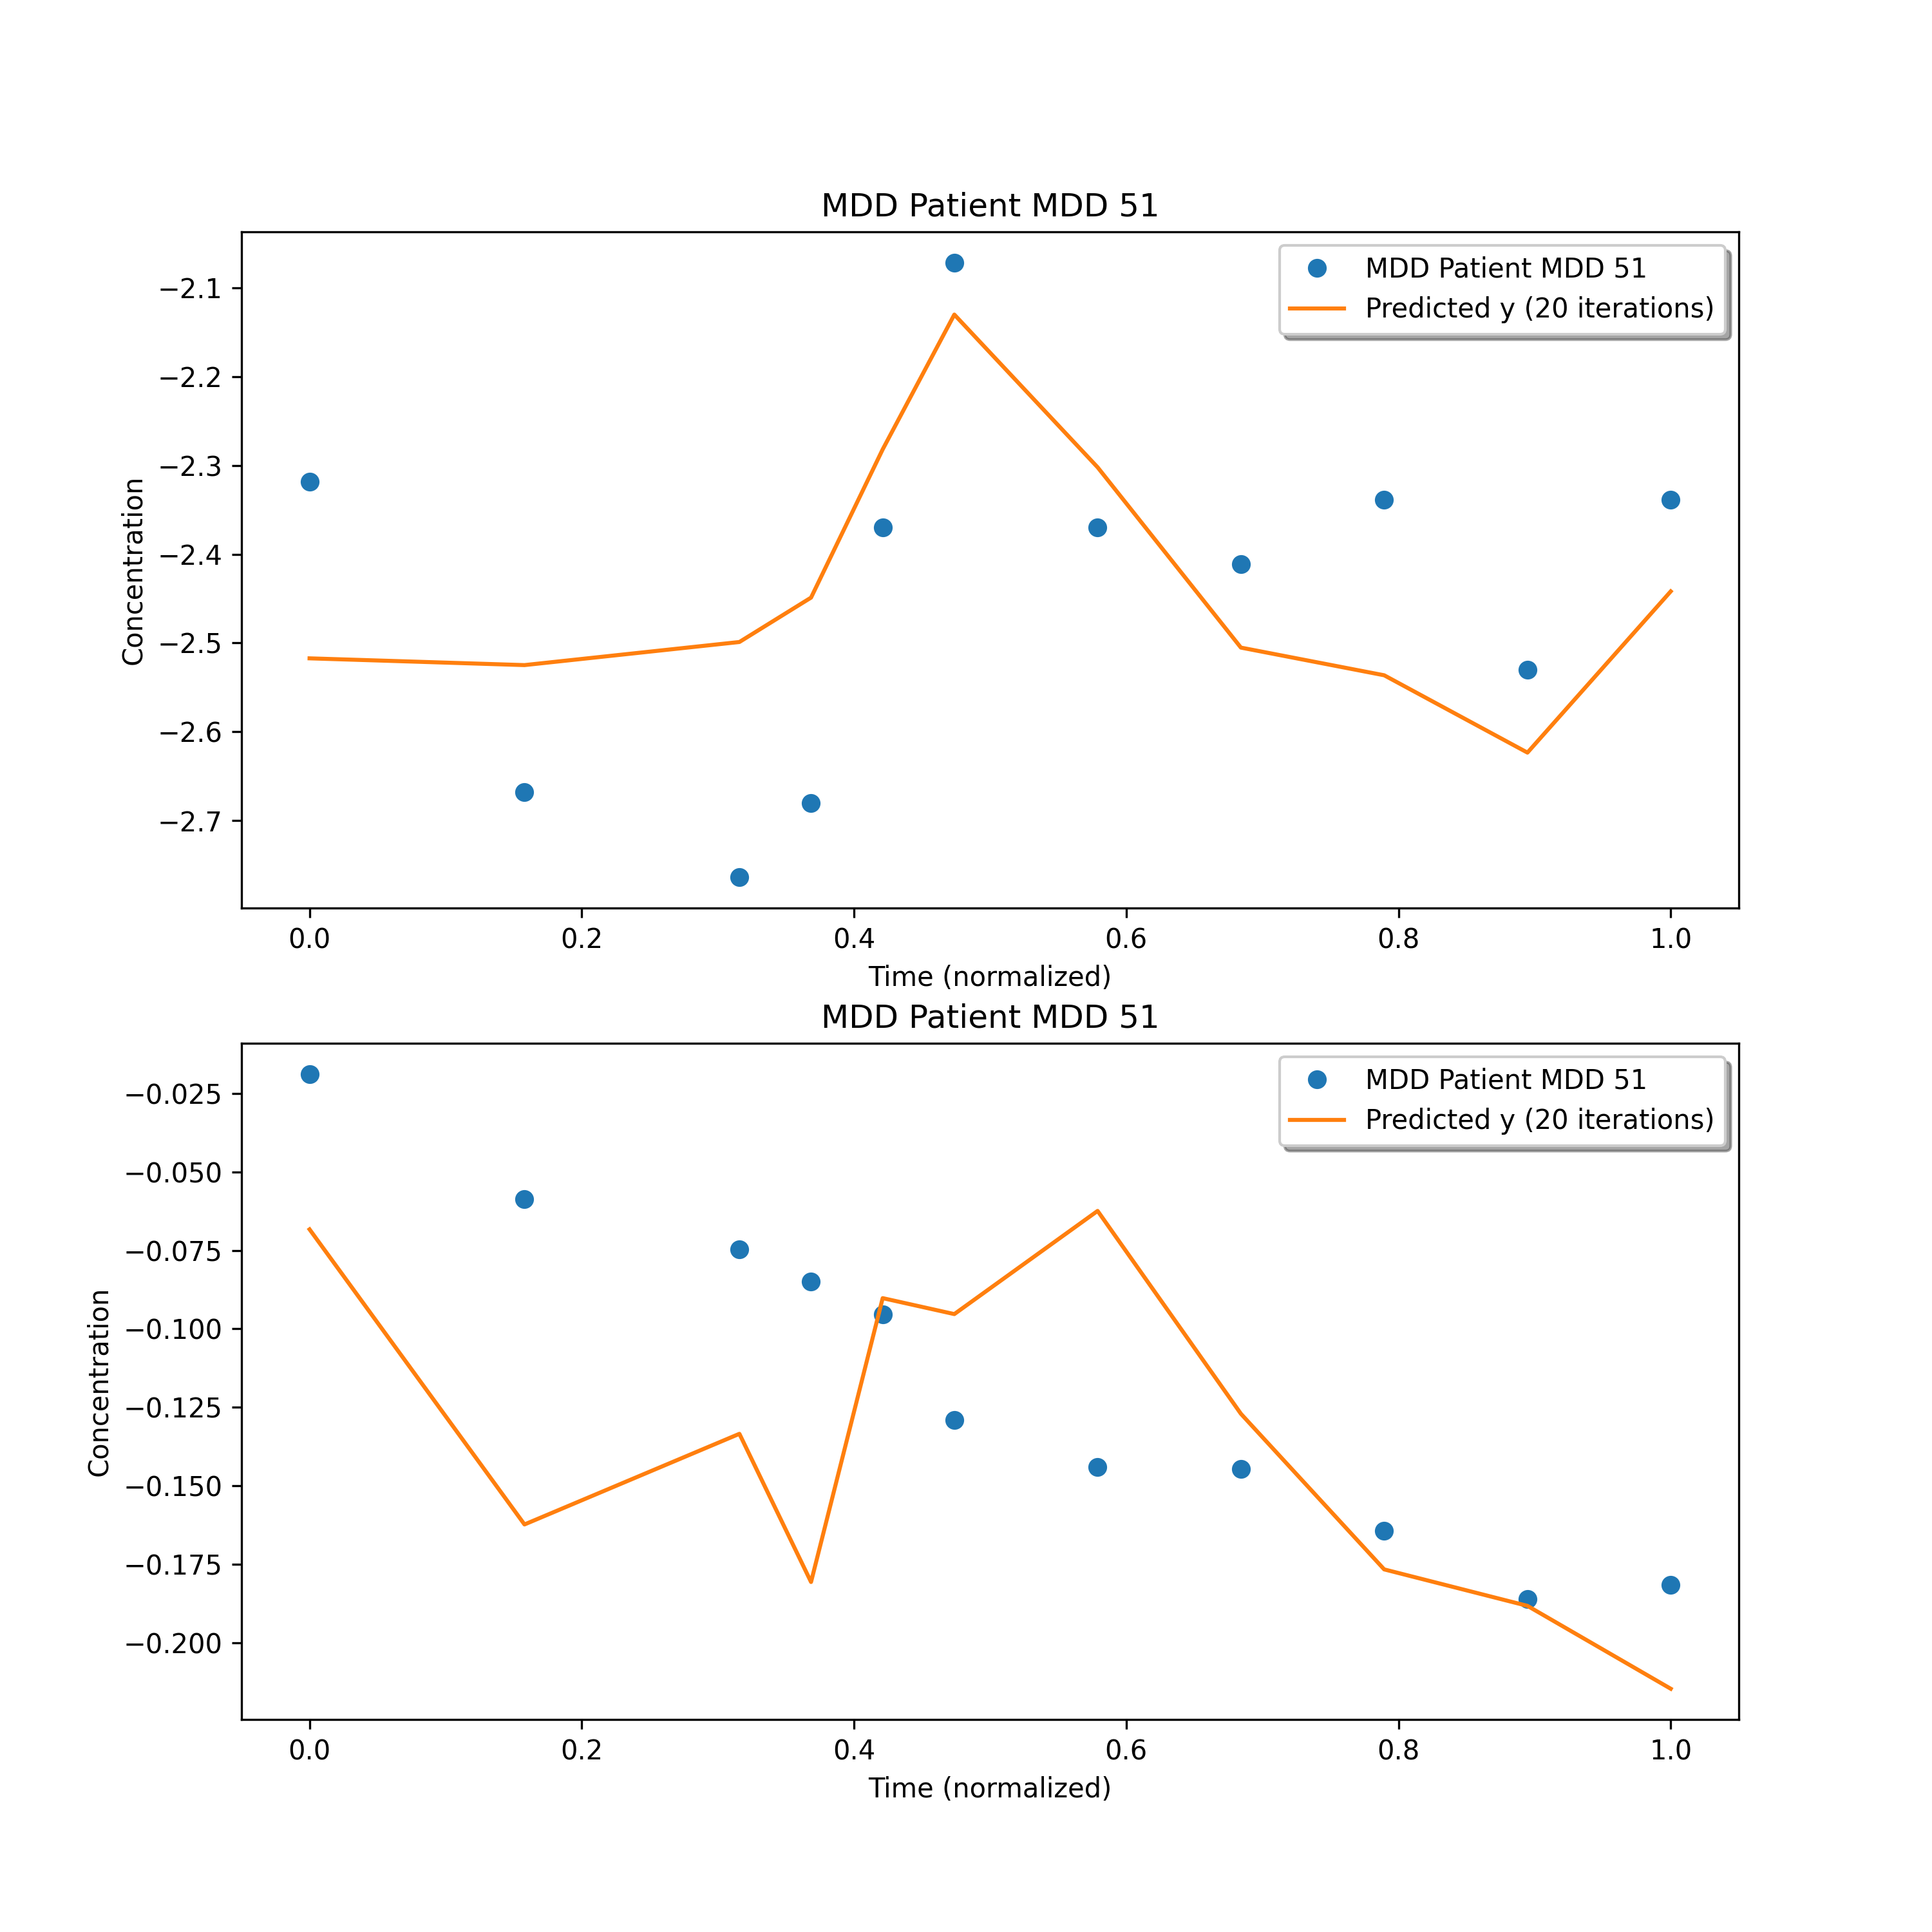 MDD Patient MDD 51
MDD Patient MDD 51
Predicted y (20 iterations)
−2.1
−2.2
−2.3
−2.4
−2.5
−2.6
−2.7
Concentration
0.0 0.2 0.4 0.6 0.8 1.0
Time (normalized)
MDD Patient MDD 51
MDD Patient MDD 51
Predicted y (20 iterations)
−0.025
−0.050
−0.075
−0.100
−0.125
−0.150
−0.175
−0.200
Concentration
0.0 0.2 0.4 0.6 0.8 1.0
Time (normalized)